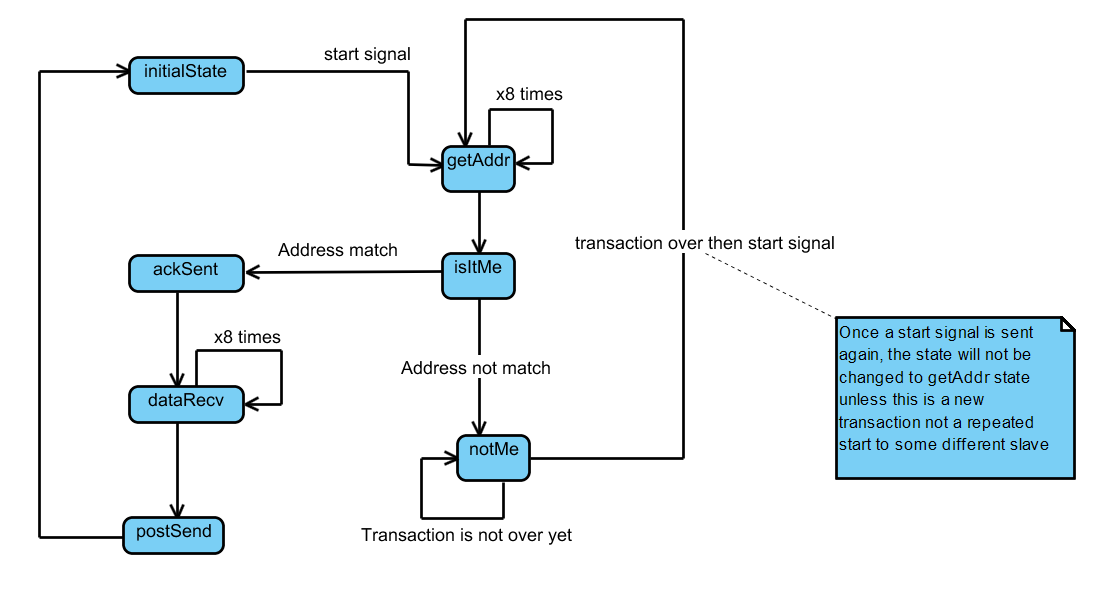 start signal
initialState
x8 times
getAddr
transaction over then start signal
Address match
isItMe
ackSent
Once a start signal is sent
again, the state will not be
changed to getAddr state
unless this is a new
transaction not a repeated
start to some different slave
x8 times
Address not match
dataRecv
notMe
postSend
Transaction is not over yet